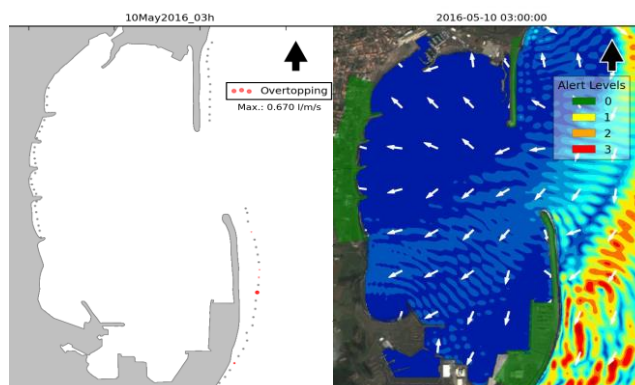 10May2016_03h
Overtopping
Max.: 0.670 l/m/s
2016-05-10 03:00:00
Alert Levels
0
1
2
3